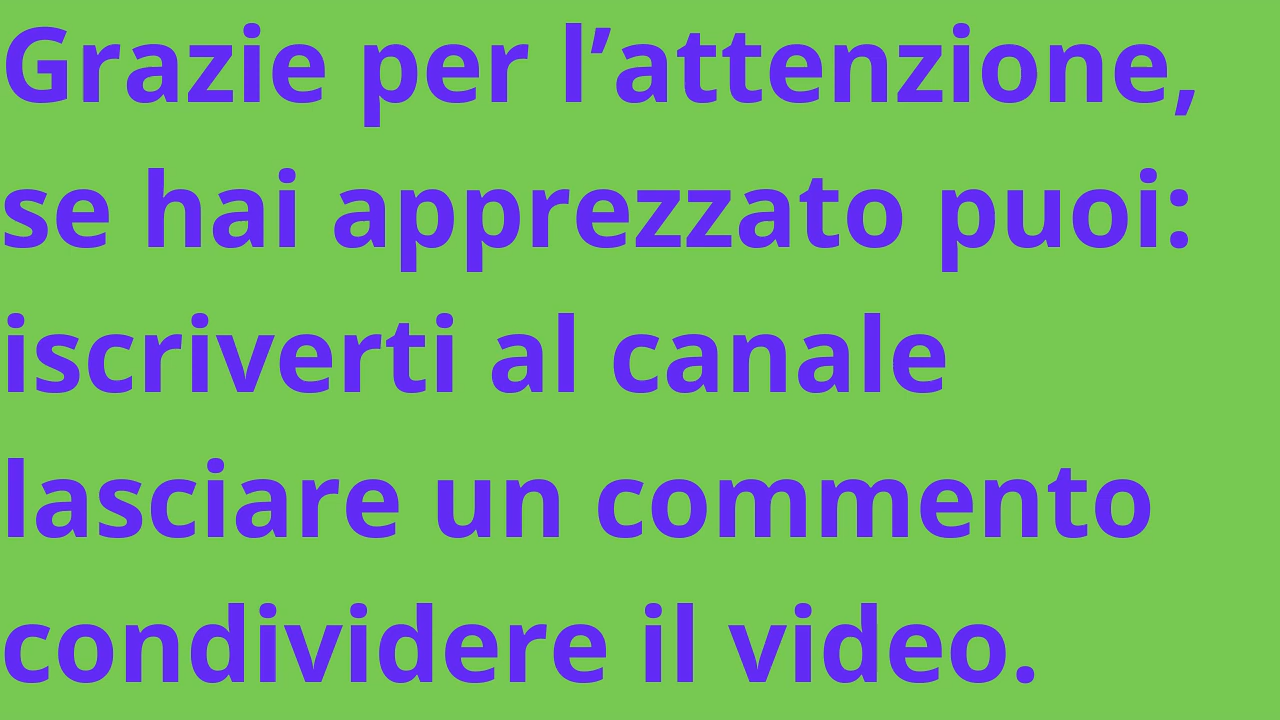 Grazie per l’attenzione,
se hai apprezzato puoi:
iscriverti al canale
lasciare un commento
condividere il video.